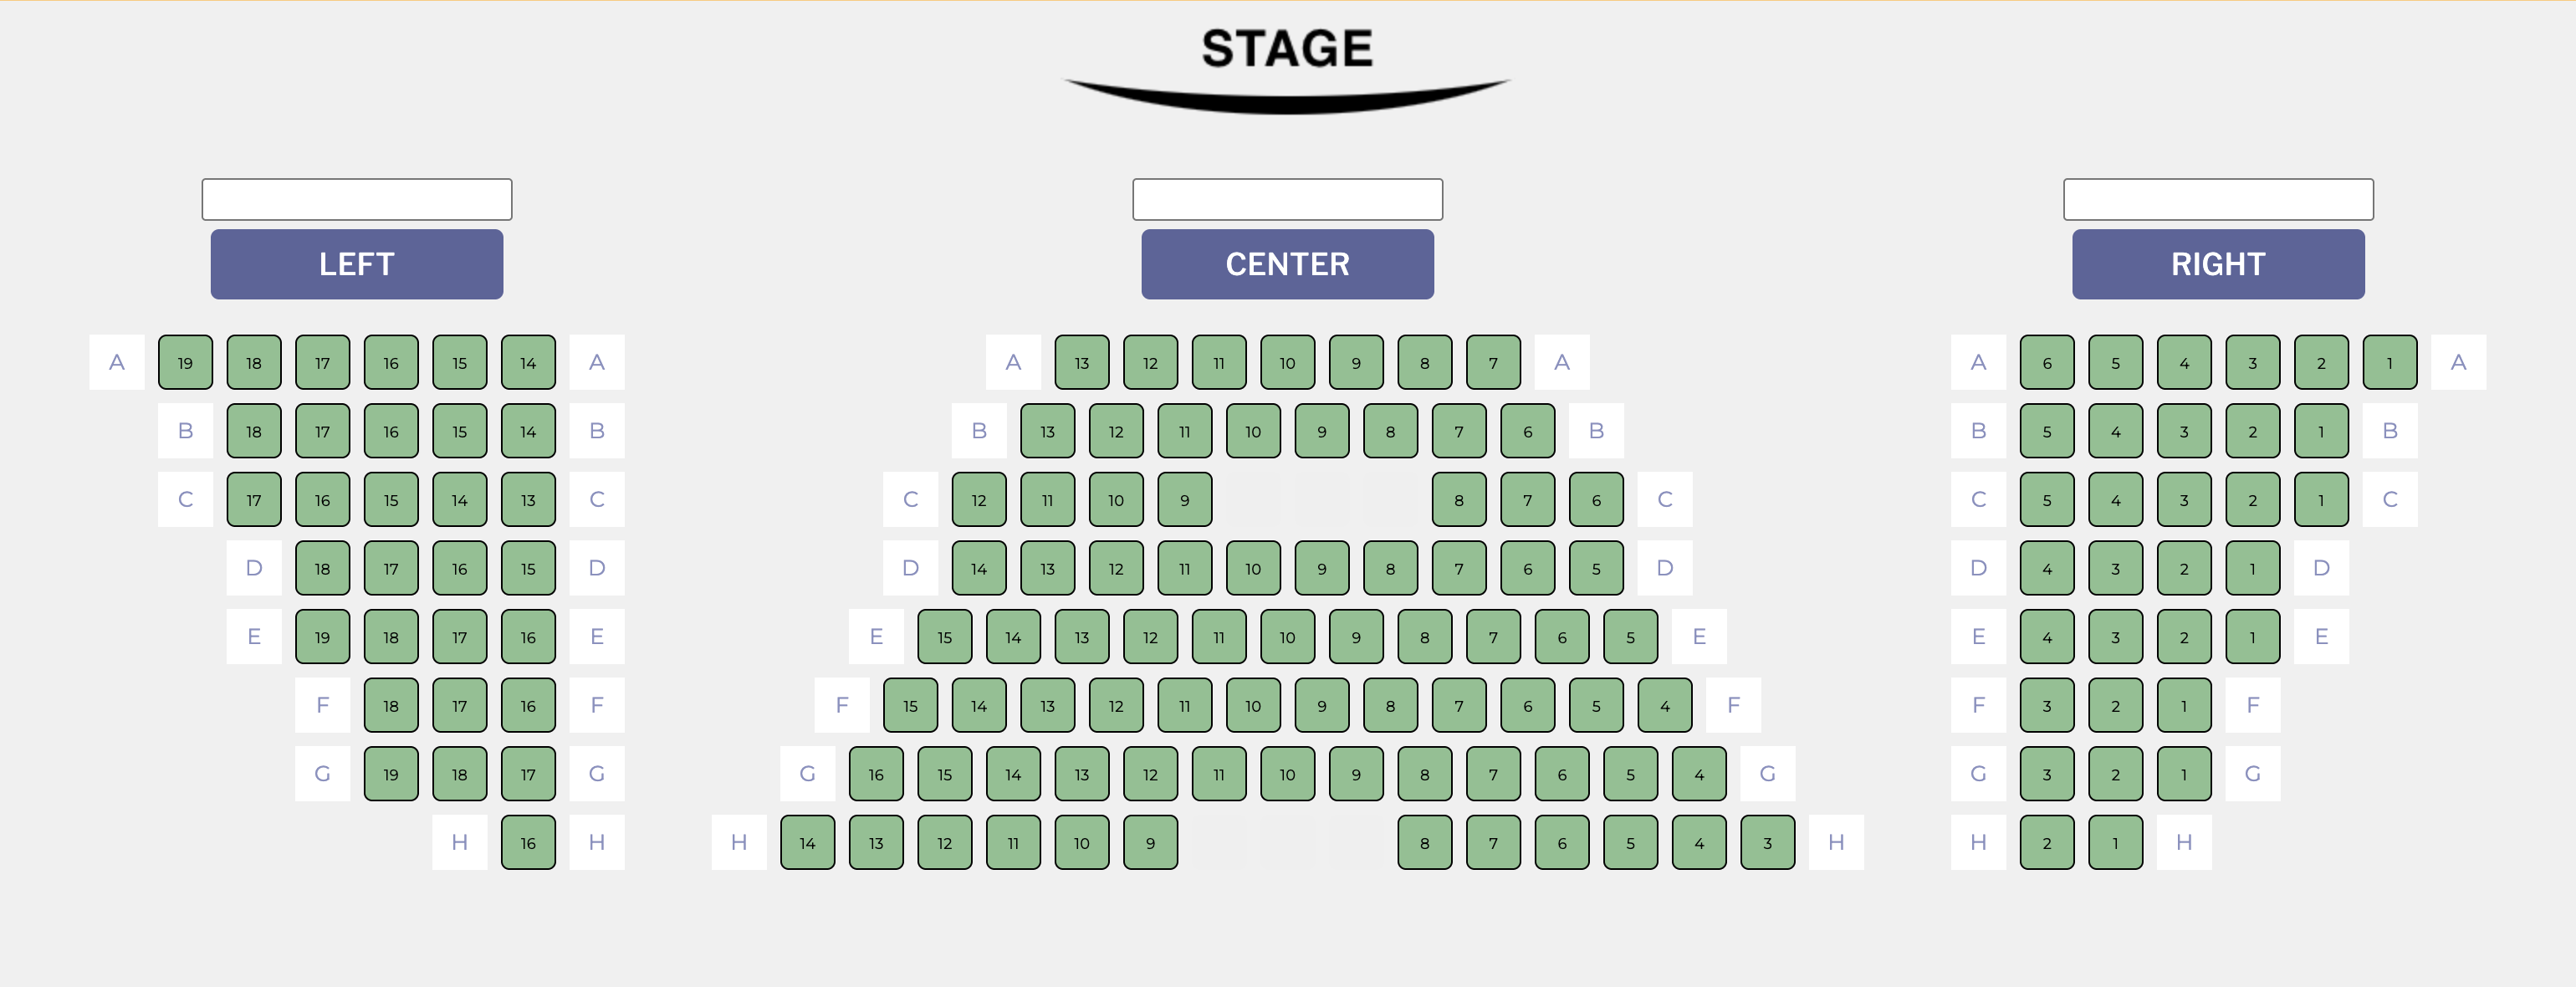 STAGE
LEFT CENTER RIGHT
A 19 18 17 16 15 14 A A 13 12 11 10 9 8 7 A A 6 5 4 3 2 1 A
B 18 17 16 15 14 B B 13 12 11 10 9 8 7 6 B B 5 4 3 2 1 B
C 17 16 15 14 13 C C 12 11 10 9 8 7 6 C C 5 4 3 2 1 C
D 18 17 16 15 D D 14 13 12 11 10 9 8 7 6 5 D D 4 3 2 1 D
E 19 18 17 16 E E 15 14 13 12 11 10 9 8 7 6 5 E E 4 3 2 1 E
F 18 17 16 F F 15 14 13 12 11 10 9 8 7 6 5 4 F F 3 2 1 F
G 19 18 17 G G 16 15 14 13 12 11 10 9 8 7 6 5 4 G G 3 2 1 G
H 16 H H 14 13 12 11 10 9 8 7 6 5 4 3 H H 2 1 H